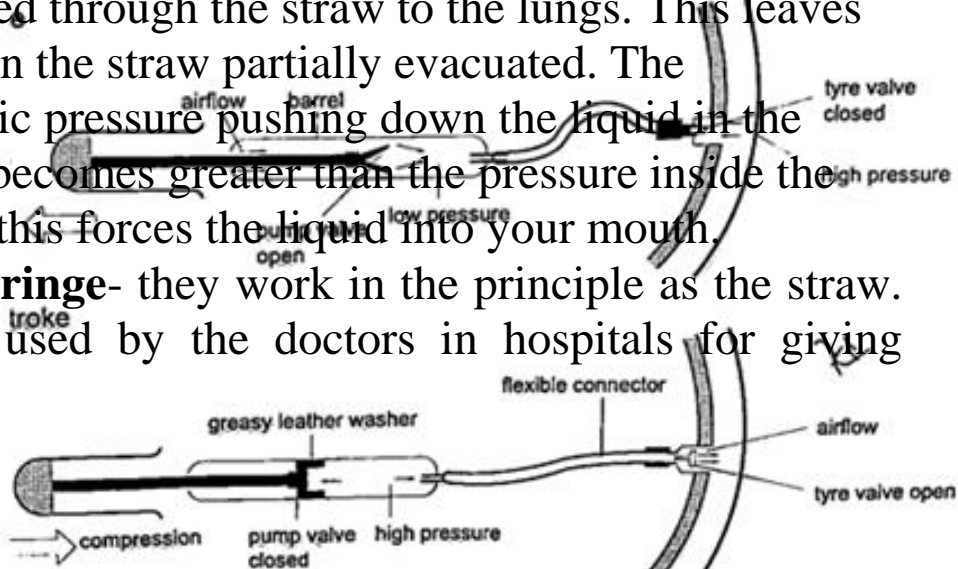 ed through the straw to the lungs. This leaves
n the straw partially evacuated. The
airflow barrel
tyre valve
closed
ic pressure pushing down the liquid in the
becomes greater than the pressure inside the
high pressure
low pressure
this forces the liquid into your mouth,
pump valve
open
ringe- they work in the principle as the straw.
troke
used by the doctors in hospitals for giving
flexible connector
greasy leather washer
airflow
tyre valve open
compression
pump valve
closed
high pressure